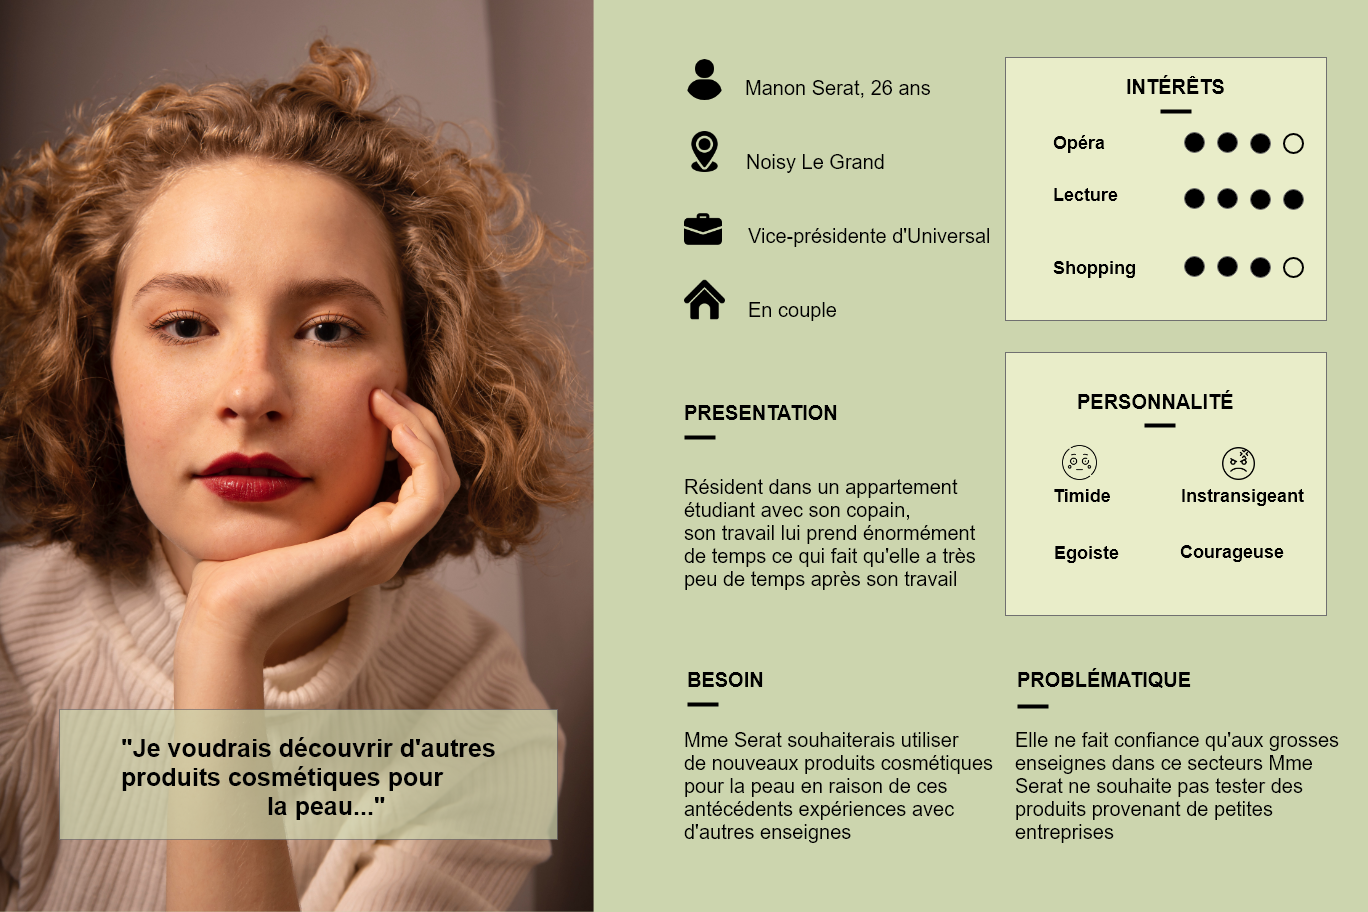 Manon Serat, 26 ans
Noisy Le Grand
Vice-présidente d'Universal
En couple
INTÉRÊTS
Opéra
Lecture
Shopping
PRESENTATION
Résident dans un appartement
étudiant avec son copain,
son travail lui prend énormément
de temps ce qui fait qu'elle a très
peu de temps après son travail
PERSONNALITÉ
Timide
Instransigeant
Egoiste
Courageuse
BESOIN
Mme Serat souhaiterais utiliser
de nouveaux produits cosmétiques
pour la peau en raison de ces
antécédents expériences avec
d'autres enseignes
PROBLÉMATIQUE
Elle ne fait confiance qu'aux grosses
enseignes dans ce secteurs Mme
Serat ne souhaite pas tester des
produits provenant de petites
entreprises
"Je voudrais découvrir d'autres
produits cosmétiques pour
la peau..."